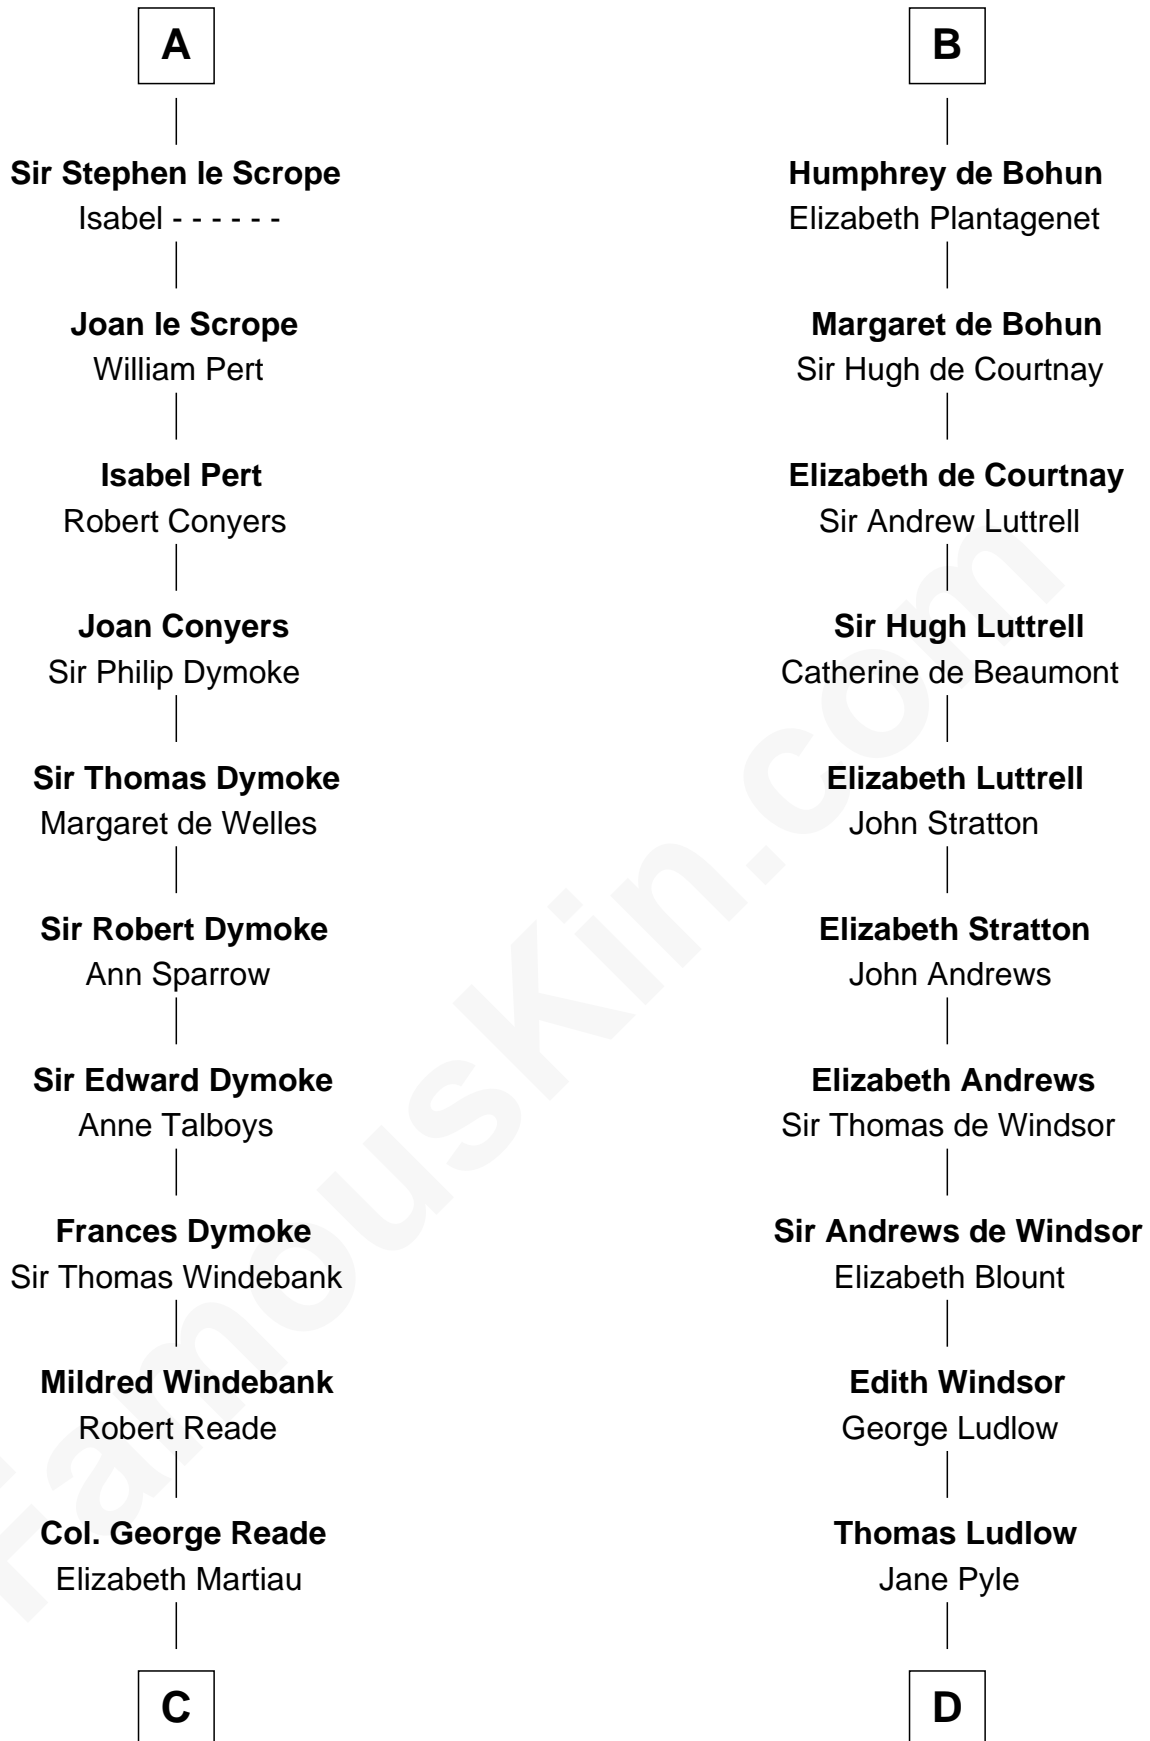 A
Sir Stephen le Scrope
Isabel - - - - - -
Joan le Scrope
William Pert
Isabel Pert
Robert Conyers
Joan Conyers
Sir Philip Dymoke
Sir Thomas Dymoke
Margaret de Welles
Sir Robert Dymoke
Ann Sparrow
Sir Edward Dymoke
Anne Talboys
Frances Dymoke
Sir Thomas Windebank
Mildred Windebank
Robert Reade
Col. George Reade
Elizabeth Martiau
C
B
Humphrey de Bohun
Elizabeth Plantagenet
Margaret de Bohun
Sir Hugh de Courtnay
Elizabeth de Courtnay
Sir Andrew Luttrell
Sir Hugh Luttrell
Catherine de Beaumont
Elizabeth Luttrell
John Stratton
Elizabeth Stratton
John Andrews
Elizabeth Andrews
Sir Thomas de Windsor
Sir Andrews de Windsor
Elizabeth Blount
Edith Windsor
George Ludlow
Thomas Ludlow
Jane Pyle
D
FamousKin.com